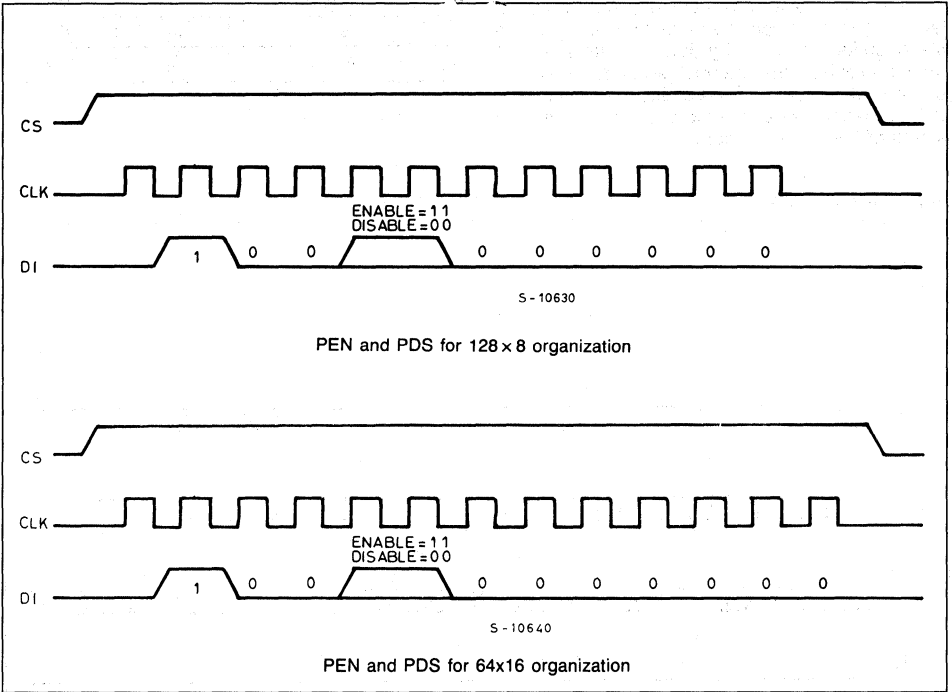 CS
CLK
ENABLE=11
DISABLE=00
DI 1 0 0 0 0 0 0 0 0
S-10630
PEN and PDS for 128×8 organization
CS
CLK
ENABLE=11
DISABLE=00
DI 1 0 0 0 0 0 0 0 0 0
S-10640
PEN and PDS for 64x16 organization